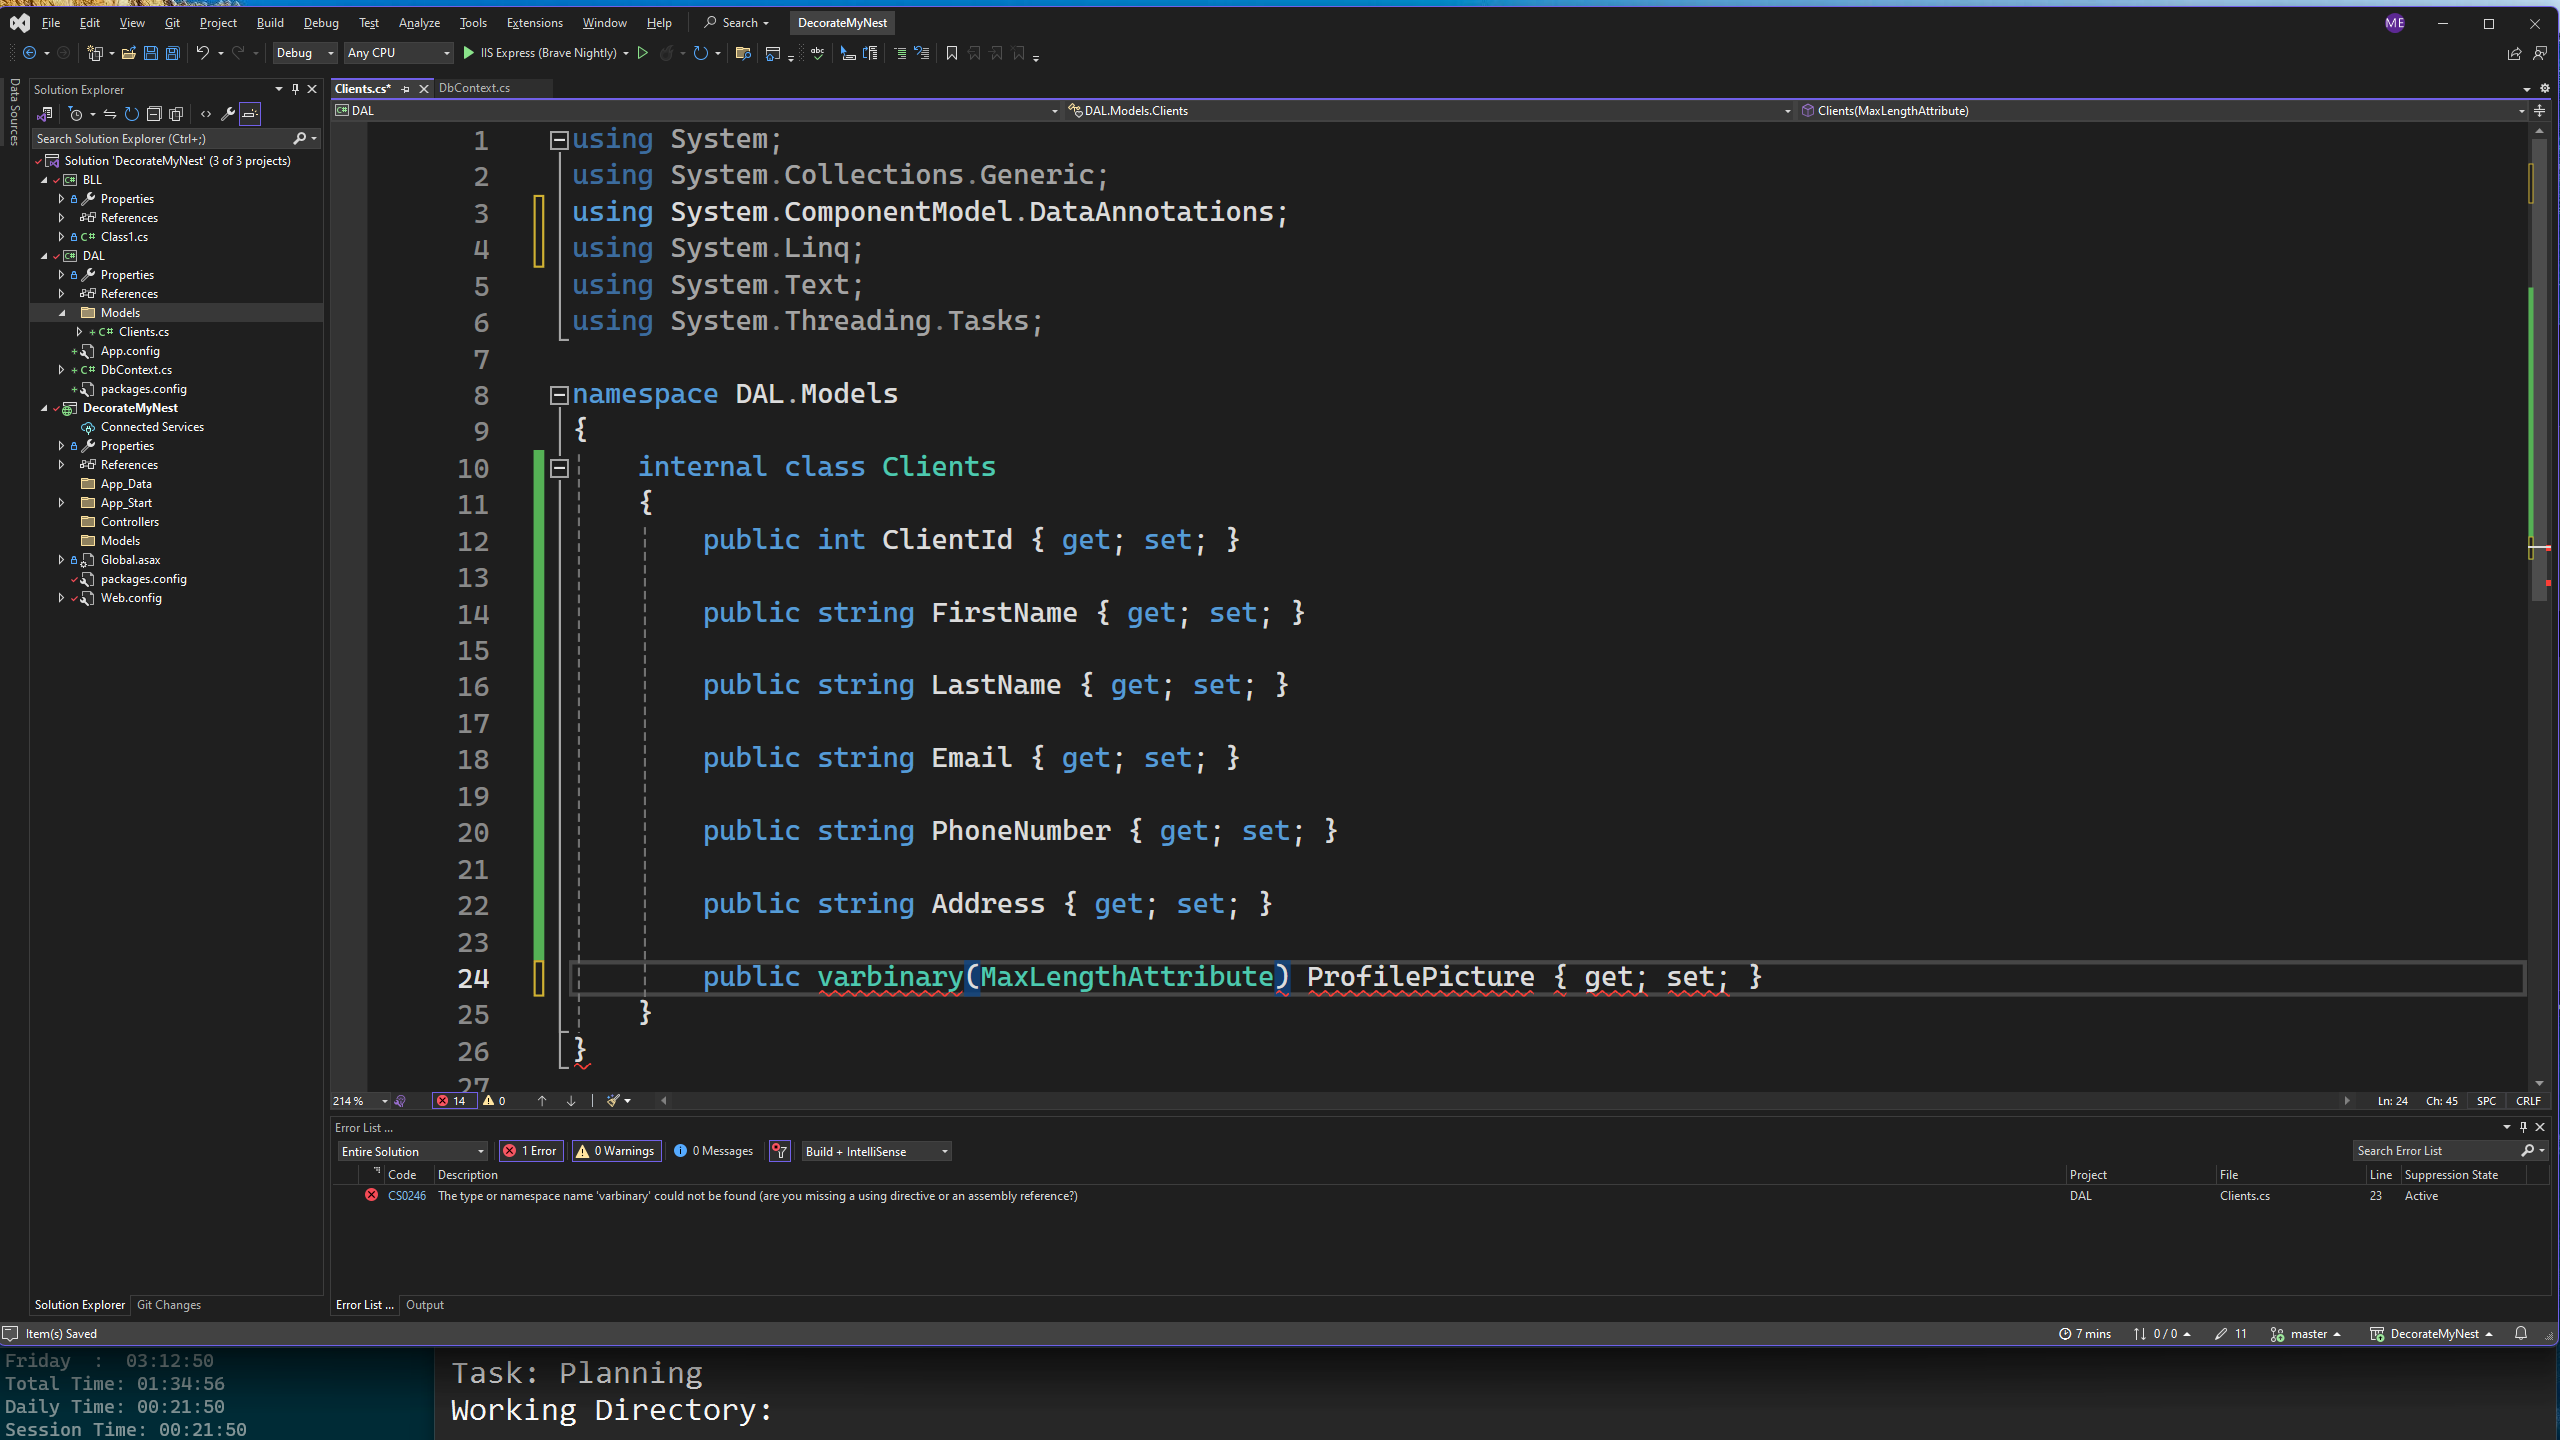 File Edit View Git Project Build Debug Test Analyze Tools Extensions Window Help Search DecorateMyNest ME
Debug Any CPU IIS Express (Brave Nightly)
Data Sources
Solution Explorer
Search Solution Explorer (Ctrl+;)
Solution 'DecorateMyNest' (3 of 3 projects)
BLL
Properties
References
C# Class1.cs
DAL
Properties
References
Models
C# Clients.cs
App.config
C# DbContext.cs
packages.config
DecorateMyNest
Connected Services
Properties
References
App_Data
App_Start
Controllers
Models
Global.asax
packages.config
Web.config
Solution Explorer Git Changes
Clients.cs* DbContext.cs
DAL DAL.Models.Clients Clients(MaxLengthAttribute)
1 using System;
2 using System.Collections.Generic;
3 using System.ComponentModel.DataAnnotations;
4 using System.Linq;
5 using System.Text;
6 using System.Threading.Tasks;
7
8 namespace DAL.Models
9 {
10 internal class Clients
11 {
12 public int ClientId { get; set; }
13
14 public string FirstName { get; set; }
15
16 public string LastName { get; set; }
17
18 public string Email { get; set; }
19
20 public string PhoneNumber { get; set; }
21
22 public string Address { get; set; }
23
24 public varbinary(MaxLengthAttribute) ProfilePicture { get; set; }
25 }
26 }
27
214 % 14 0 Ln: 24 Ch: 45 SPC CRLF
Error List ...
Entire Solution 1 Error 0 Warnings 0 Messages Build + IntelliSense Search Error List
Code Description Project File Line Suppression State
CS0246 The type or namespace name 'varbinary' could not be found (are you missing a using directive or an assembly reference?) DAL Clients.cs 23 Active
Error List ... Output
Item(s) Saved 7 mins 0 / 0 11 master DecorateMyNest
Friday : 03:12:50
Total Time: 01:34:56
Daily Time: 00:21:50
Session Time: 00:21:50
Task: Planning
Working Directory: